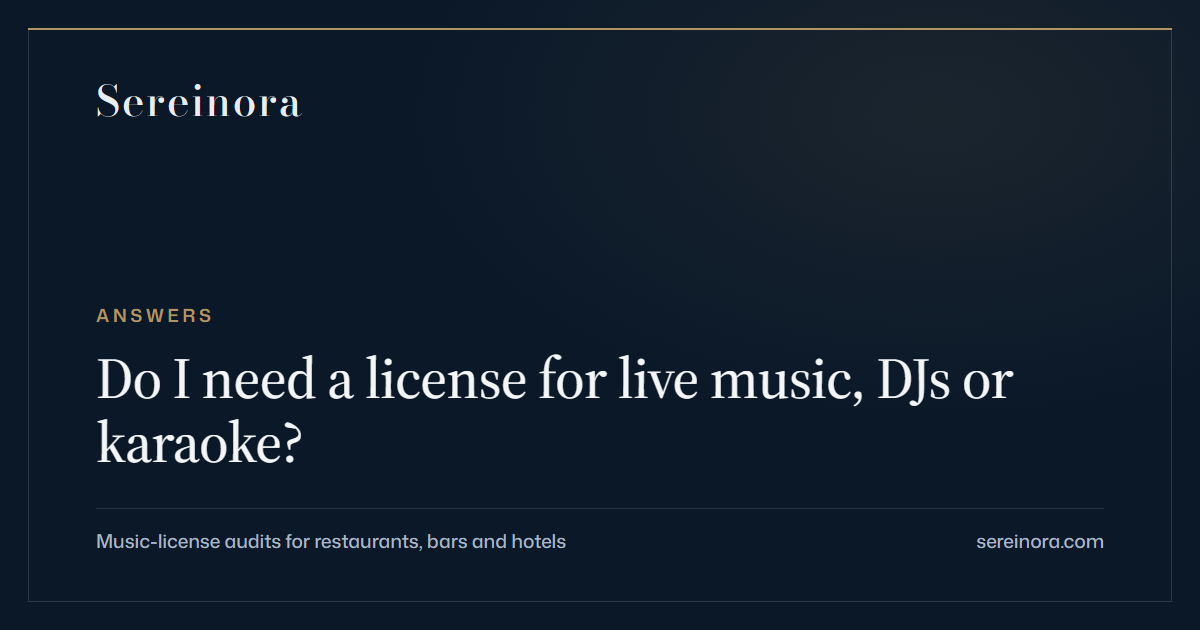 Sereinora
ANSWERS
Do I need a license for live music, DJs or
karaoke?
Music-license audits for restaurants, bars and hotels
sereinora.com